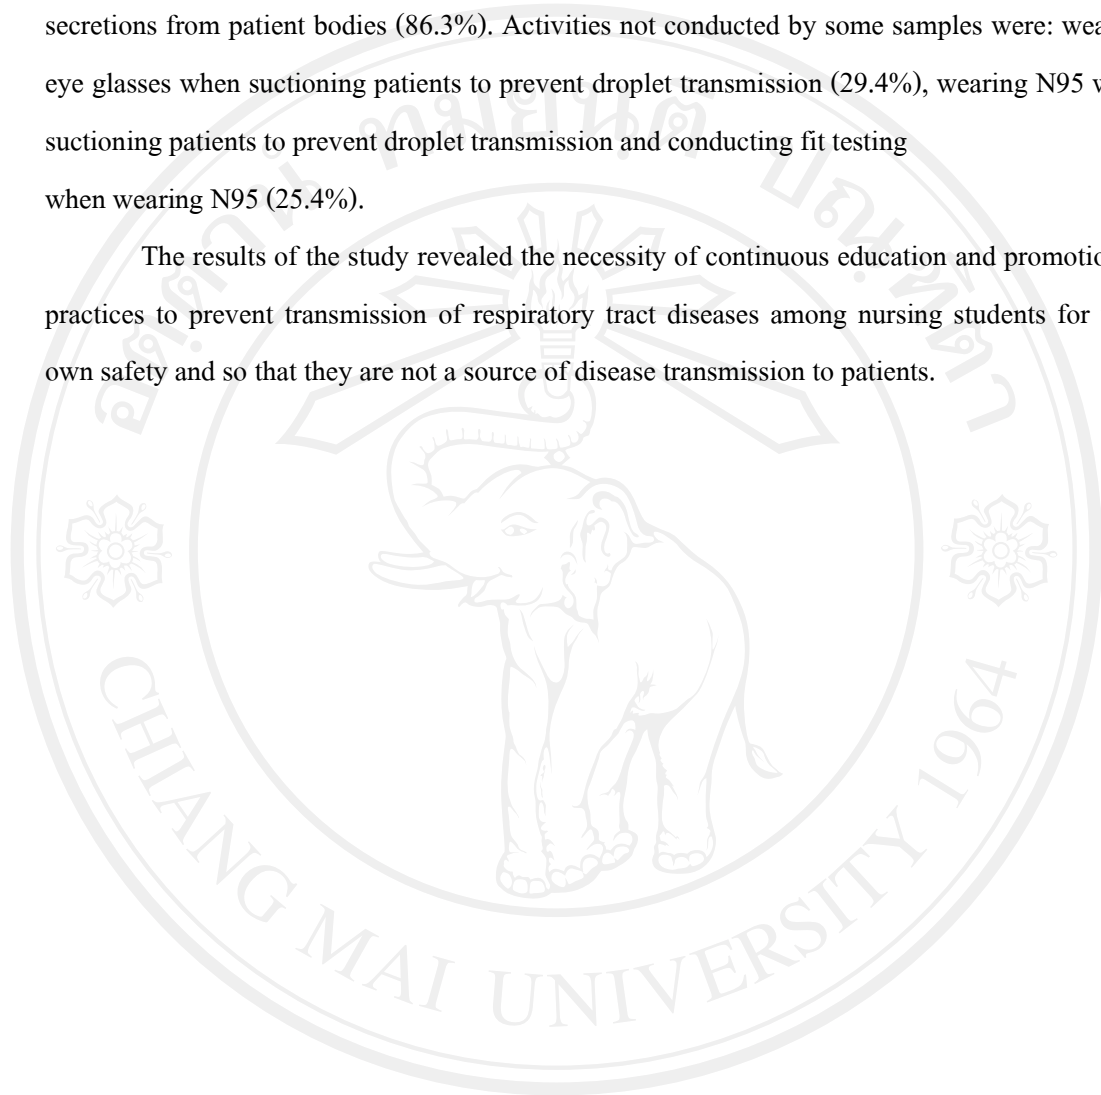 secretions from patient bodies (86.3%). Activities not conducted by some samples were:
eye glasses when suctioning patients to prevent droplet transmission (29.4%), wearing N95
suctioning patients to prevent droplet transmission and conducting fit testing
when wearing N95 (25.4%).
The results of the study revealed the necessity of continuous education and
practices to prevent transmission of respiratory tract diseases among nursing students for
own safety and so that they are not a source of disease transmission to patients.
CHIANG MAI UNIVERSITY 1964